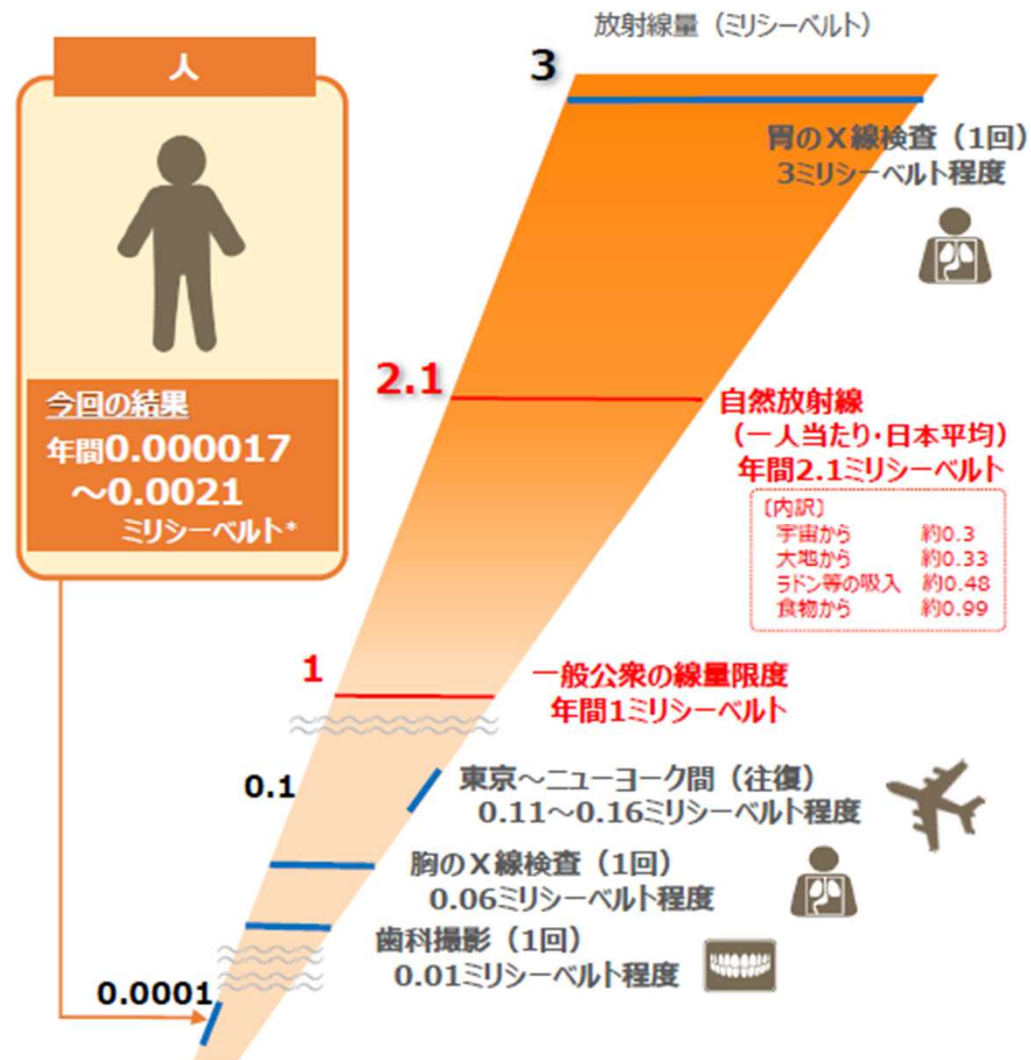 放射線量（ミリシーベルト）
人
今回の結果
年間0.000017
～0.0021
ミリシーベルト*
3
胃のX線検査（1回）
3ミリシーベルト程度
2.1
自然放射線
（一人当たり・日本平均）
年間2.1ミリシーベルト
〔内訳〕
宇宙から 約0.3
大地から 約0.33
ラドン等の吸入 約0.48
食物から 約0.99
1
一般公衆の線量限度
年間1ミリシーベルト
0.1
東京～ニューヨーク間（往復）
0.11～0.16ミリシーベルト程度
胸のX線検査（1回）
0.06ミリシーベルト程度
歯科撮影（1回）
0.01ミリシーベルト程度
0.0001